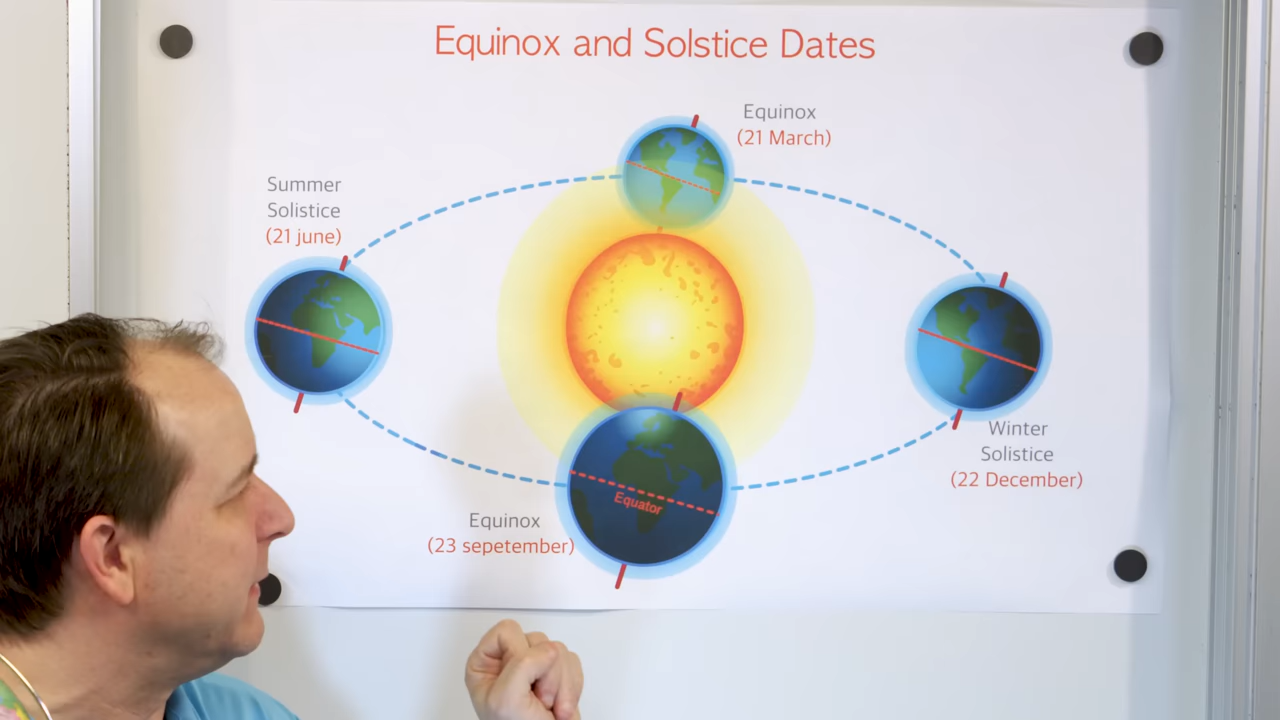 Equinox and Solstice Dates
Equinox
(21 March)
Summer
Solistice
(21 june)
Winter
Solistice
(22 December)
Equator
Equinox
(23 sepetember)